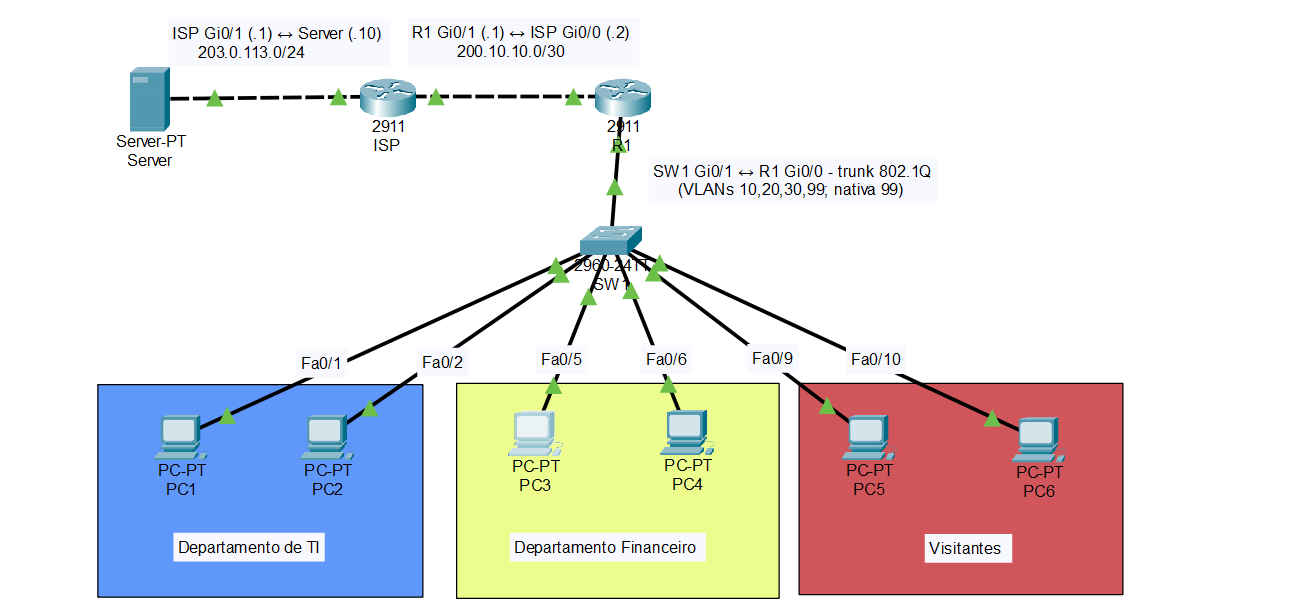 ISP Gi0/1 (.1) ↔ Server (.10)
203.0.113.0/24
R1 Gi0/1 (.1) ↔ ISP Gi0/0 (.2)
200.10.10.0/30
Server-PT
Server
2911
ISP
2911
R1
SW1 Gi0/1 ↔ R1 Gi0/0 - trunk 802.1Q
(VLANs 10,20,30,99; nativa 99)
2960-24TT
SW1
Fa0/1
Fa0/2
Fa0/5
Fa0/6
Fa0/9
Fa0/10
PC-PT
PC1
PC-PT
PC2
PC-PT
PC3
PC-PT
PC4
PC-PT
PC5
PC-PT
PC6
Departamento de TI
Departamento Financeiro
Visitantes